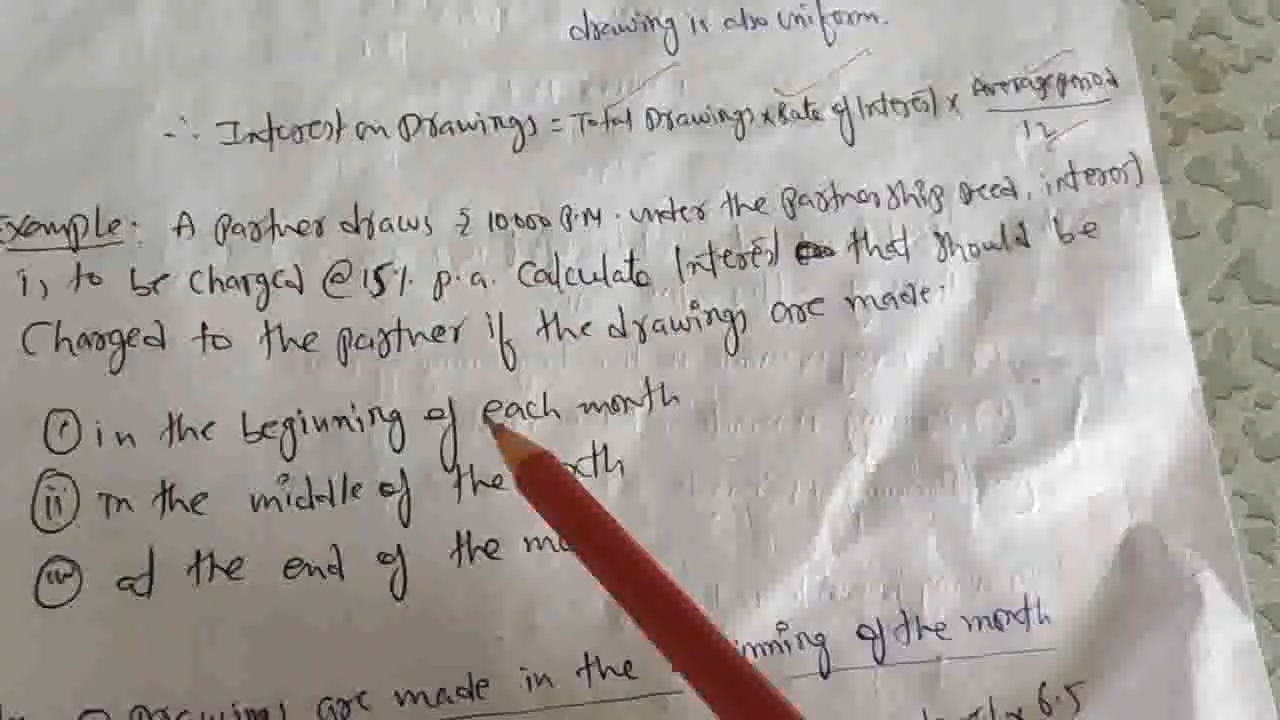 drawing is also uniform.
∴ Interest on Drawings = Total Drawings x Rate of Interest x Average period / 12
Example: A Partner draws ₹ 10,000 P.M. under the Partnership Deed, interest
is to be charged @ 15% p.a. Calculate Interest that should be
Charged to the partner if the drawings are made:
(i) in the beginning of each month
(ii) In the middle of the
(iii) at the end of the
Drawings are made in the of the month
x 6.5